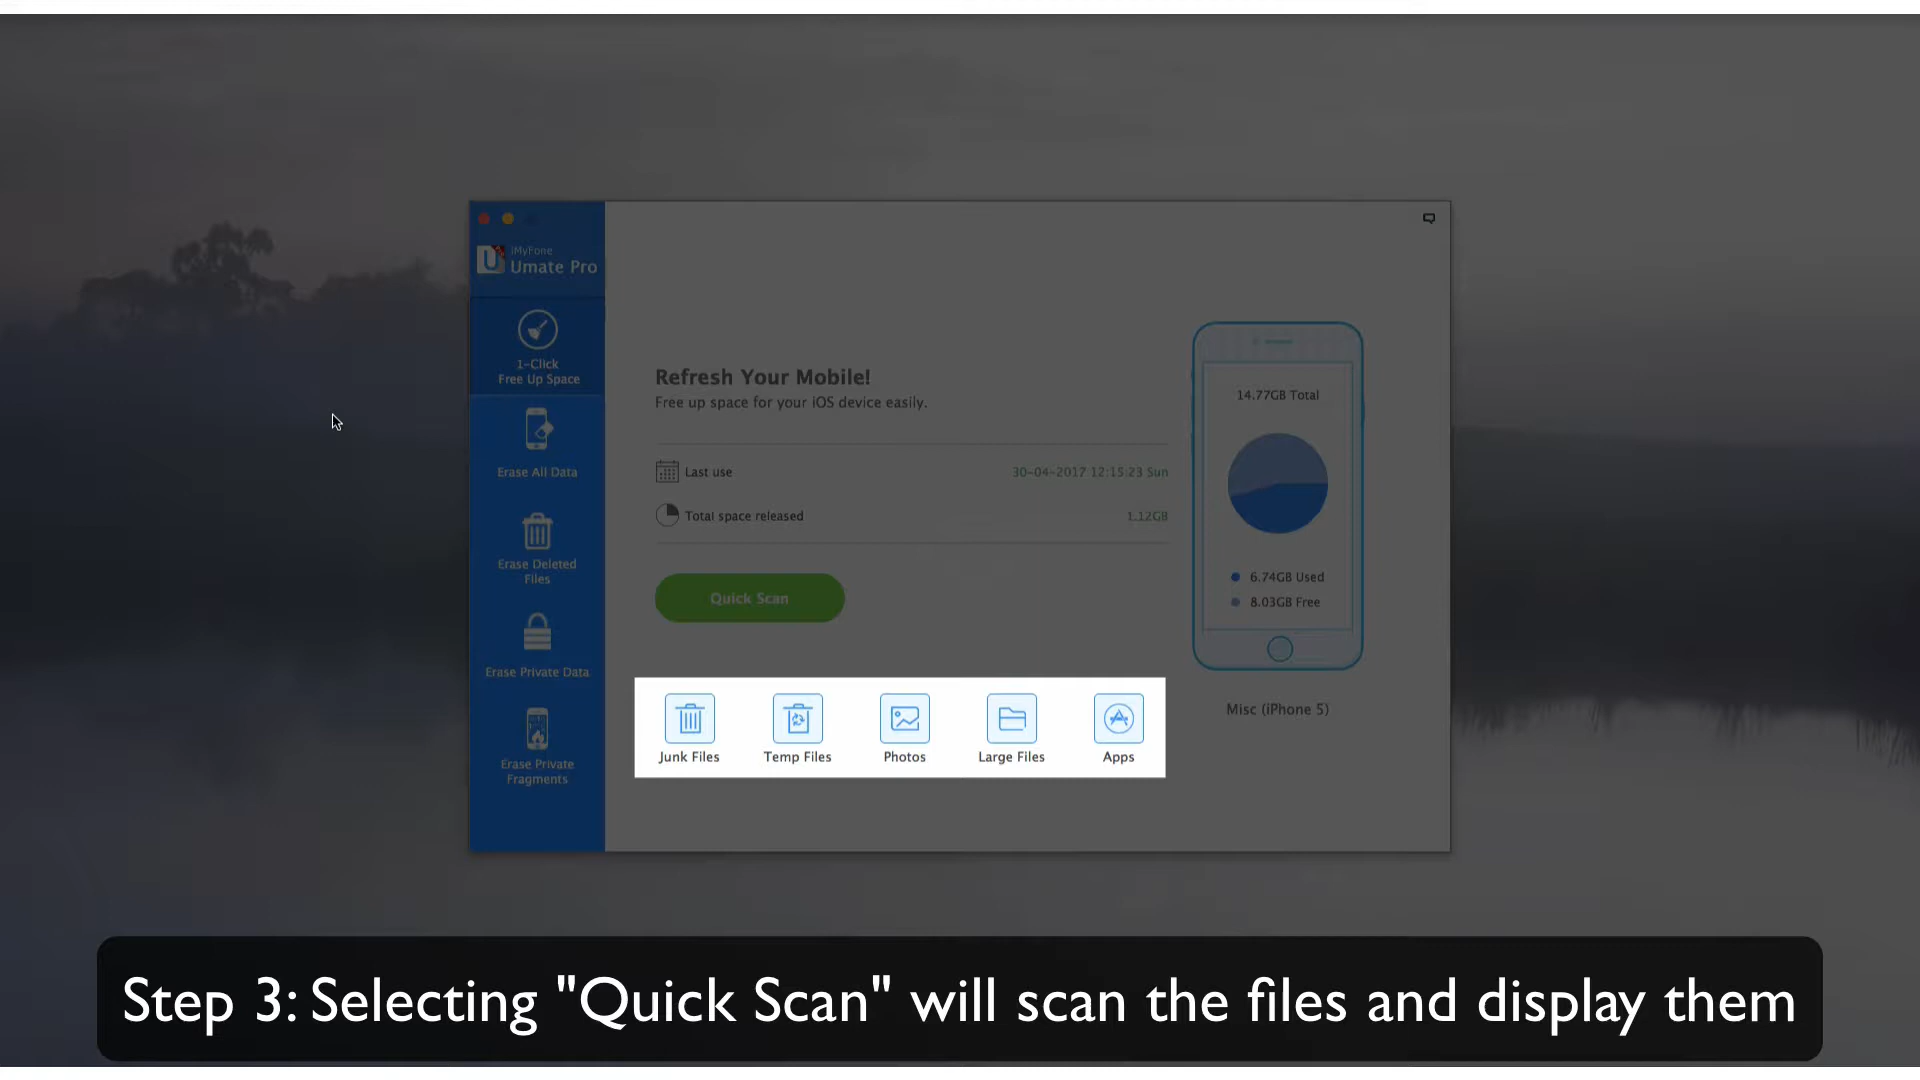 iMyFone
Umate Pro
1-Click
Free Up Space
Erase All Data
Erase Deleted
Files
Erase Private Data
Erase Private
Fragments
Refresh Your Mobile!
Free up space for your iOS device easily.
Last use 30-04-2017 12:15:23 Sun
Total space released 1.12GB
Quick Scan
Junk Files Temp Files Photos Large Files Apps
14.77GB Total
6.74GB Used
8.03GB Free
Misc (iPhone 5)
Step 3: Selecting "Quick Scan" will scan the files and display them